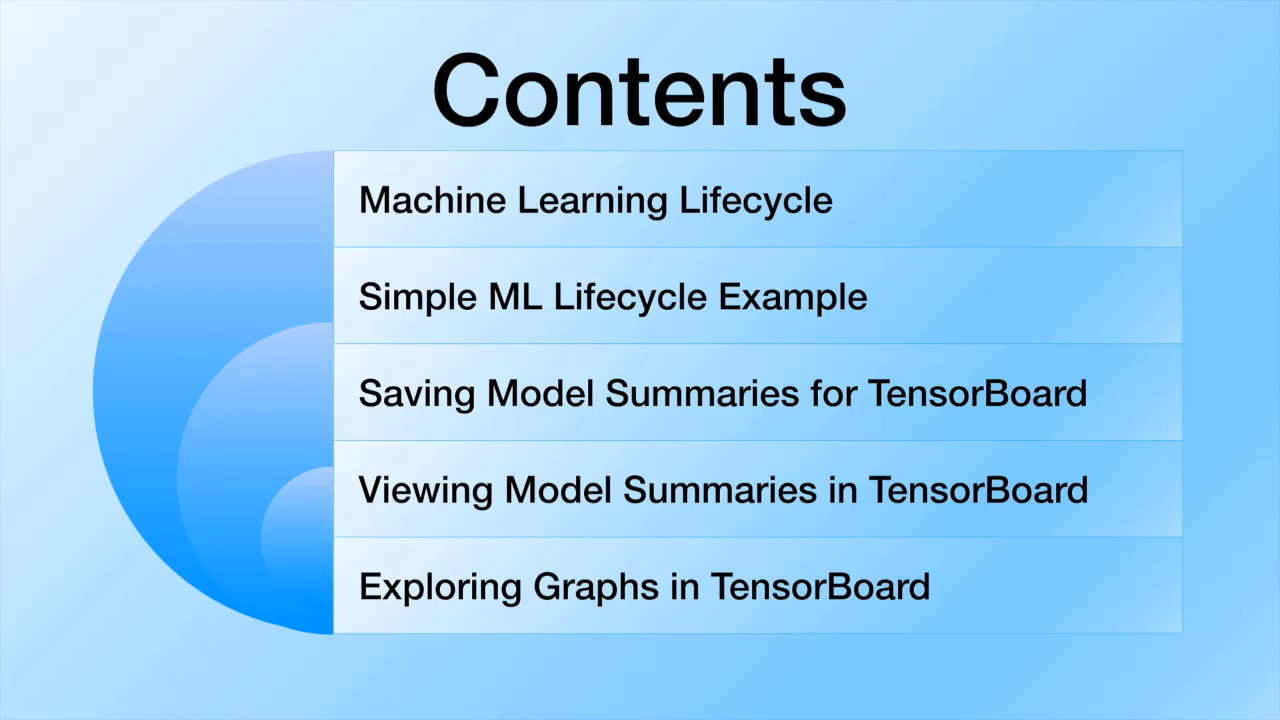 Contents
Machine Learning Lifecycle
Simple ML Lifecycle Example
Saving Model Summaries for TensorBoard
Viewing Model Summaries in TensorBoard
Exploring Graphs in TensorBoard